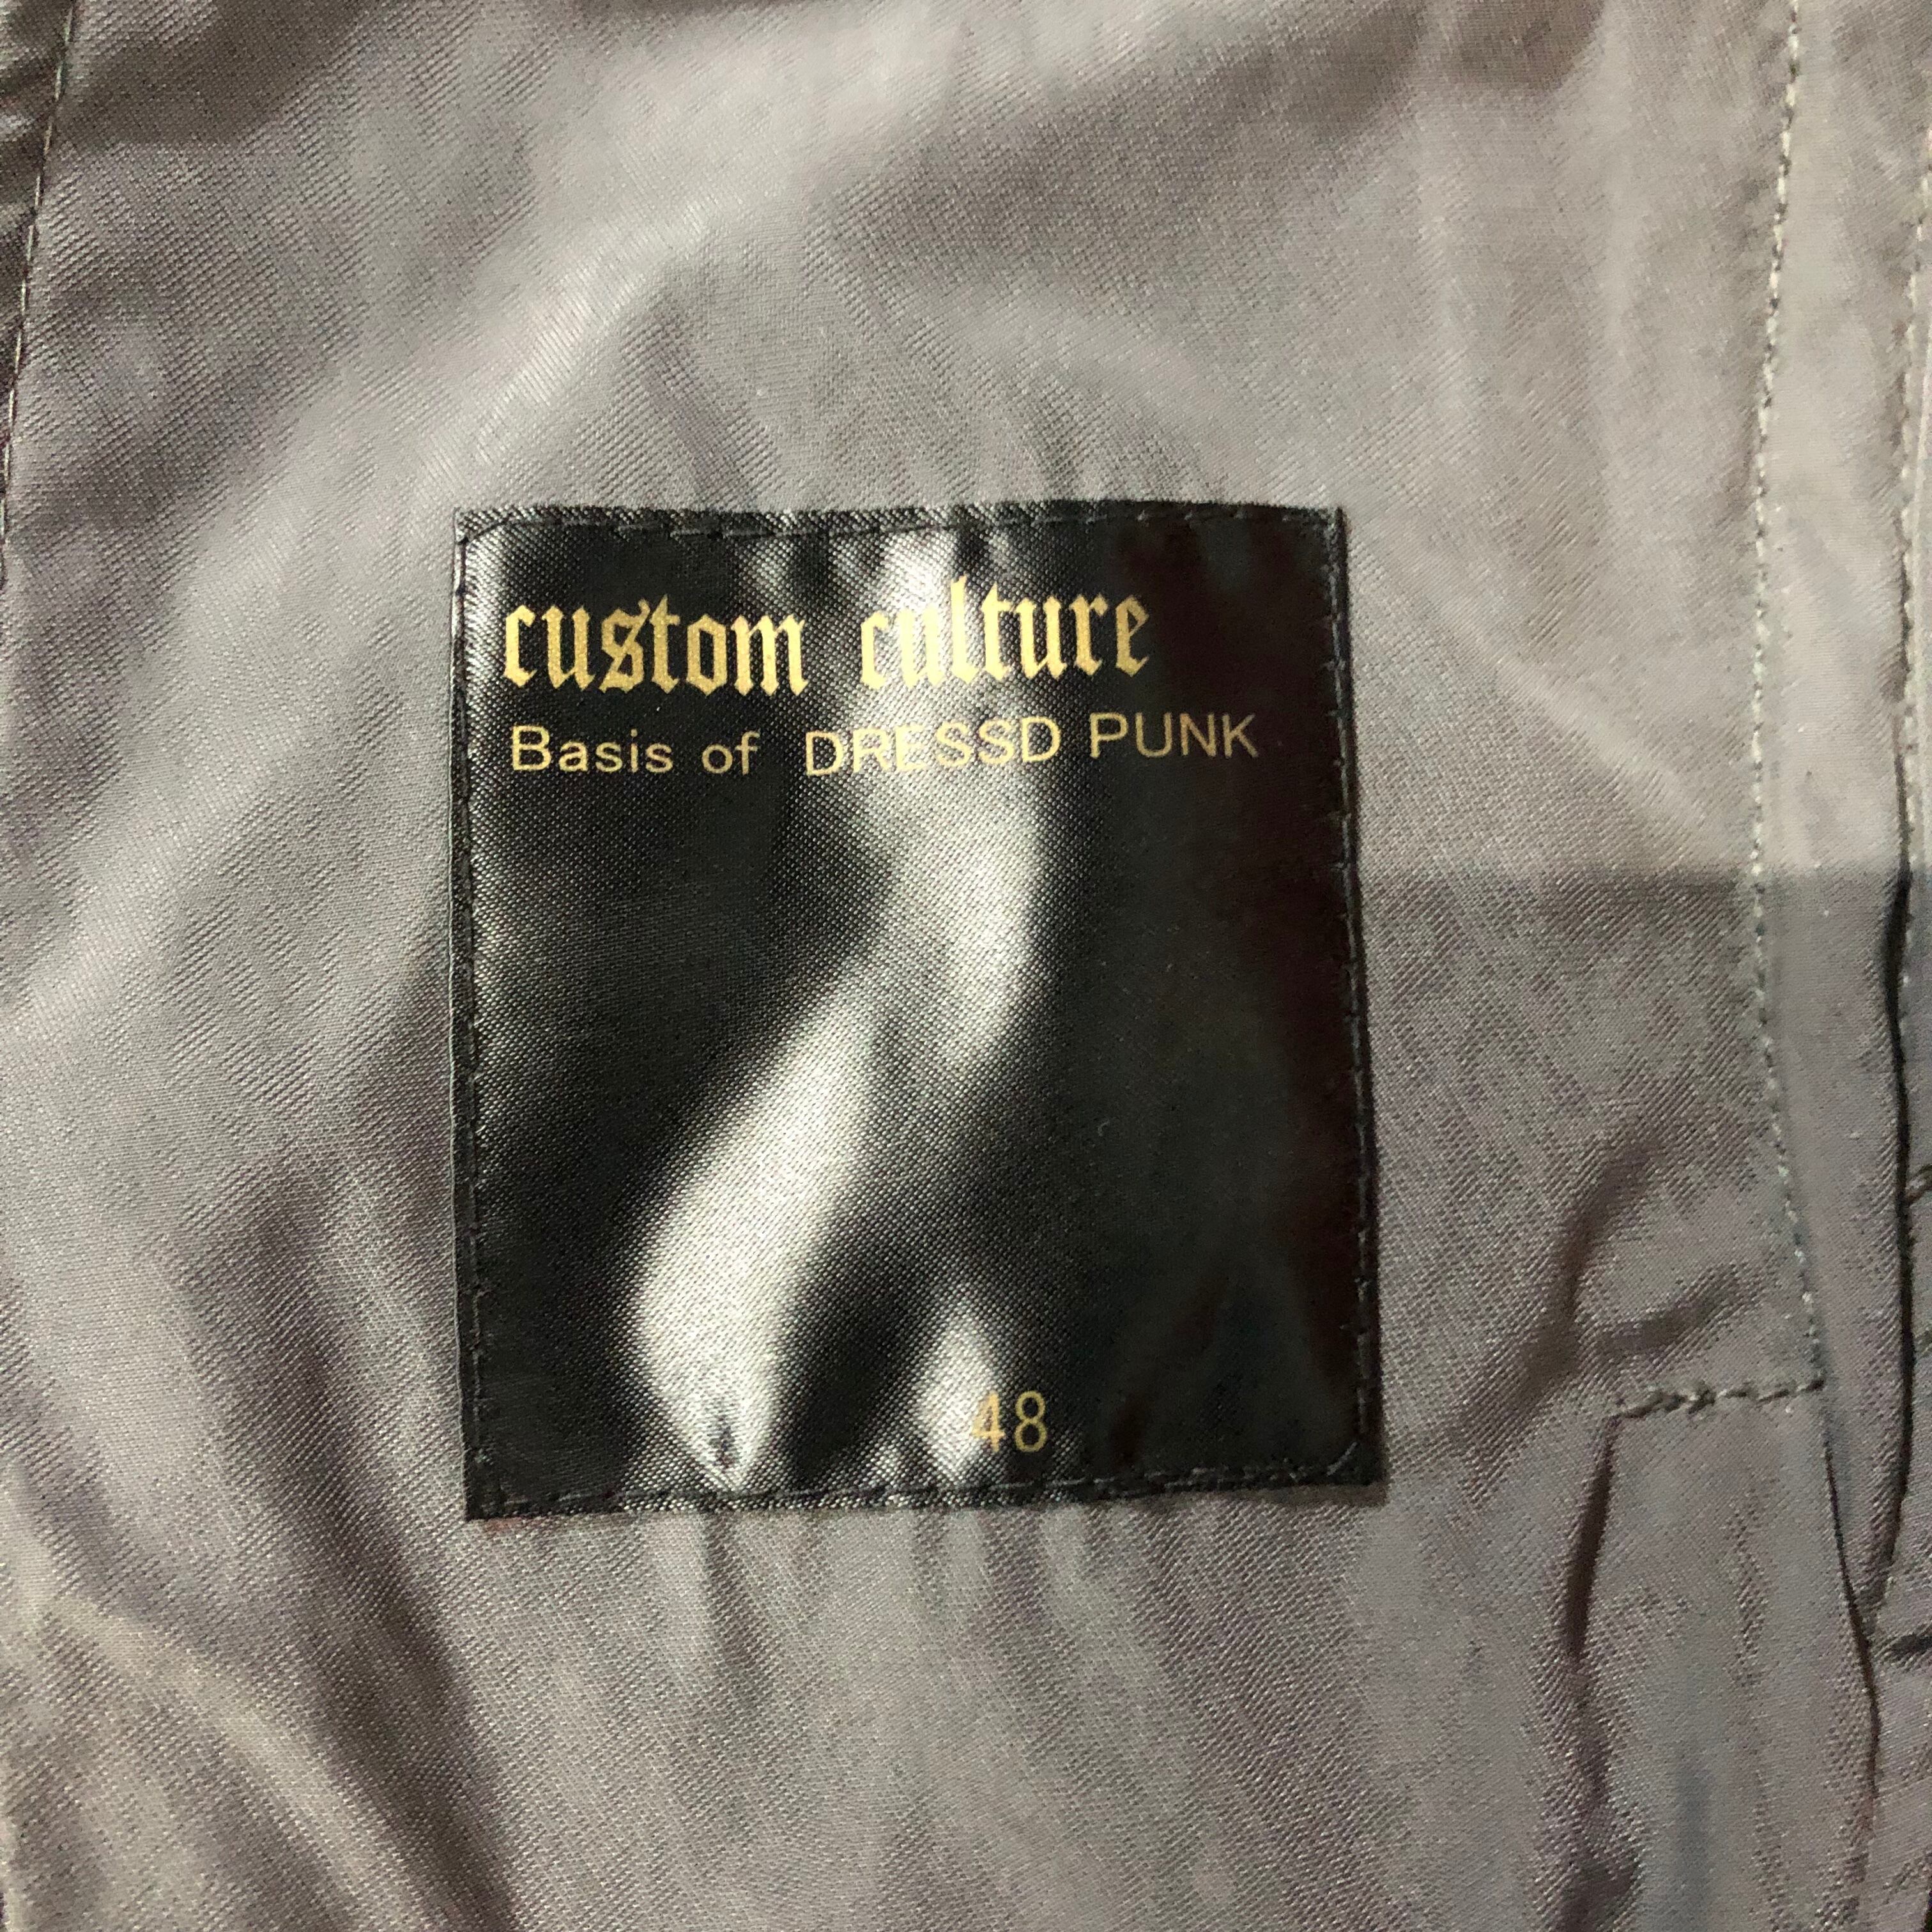 custom culture
Basis of DRESSD PUNK
48